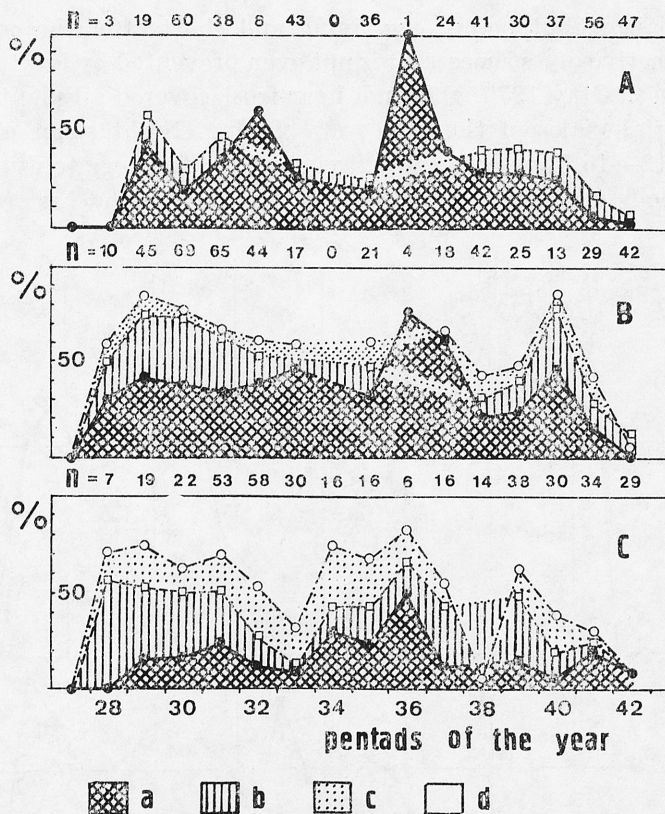 n = 3 19 60 38 8 43 0 36 1 24 41 30 37 56 47
%
A
50
n = 10 45 69 65 44 17 0 21 4 13 42 25 13 29 42
%
B
50
n = 7 19 22 53 58 30 16 16 6 16 14 38 30 34 29
%
C
50
28 30 32 34 36 38 40 42
pentads of the year
a b c d